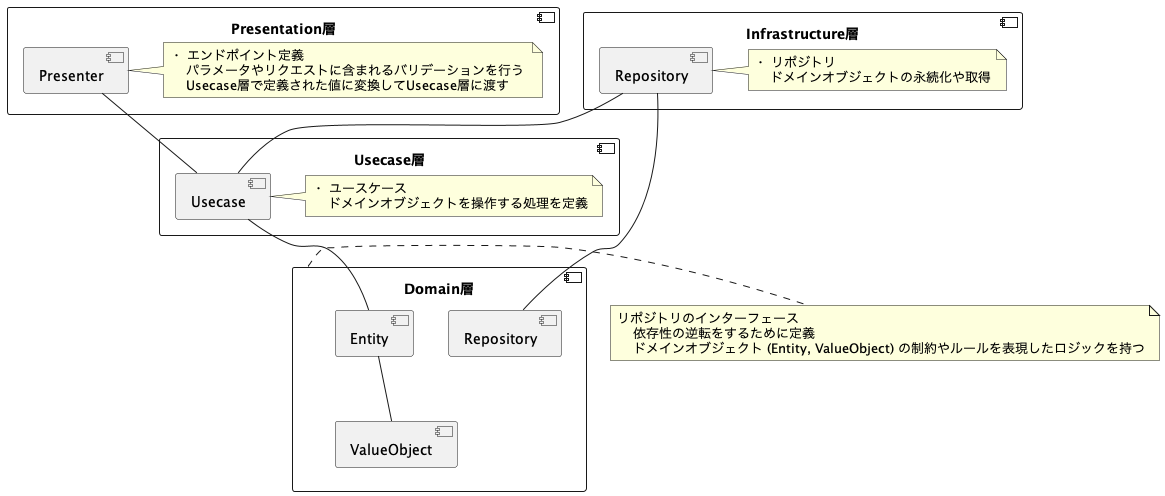 Presentation層
Presenter
・ エンドポイント定義
パラメータやリクエストに含まれるバリデーションを行う
Usecase層で定義された値に変換してUsecase層に渡す
Infrastructure層
Repository
・ リポジトリ
ドメインオブジェクトの永続化や取得
Usecase層
Usecase
・ ユースケース
ドメインオブジェクトを操作する処理を定義
Domain層
Entity
Repository
ValueObject
リポジトリのインターフェース
依存性の逆転をするために定義
ドメインオブジェクト (Entity, ValueObject) の制約やルールを表現したロジックを持つ